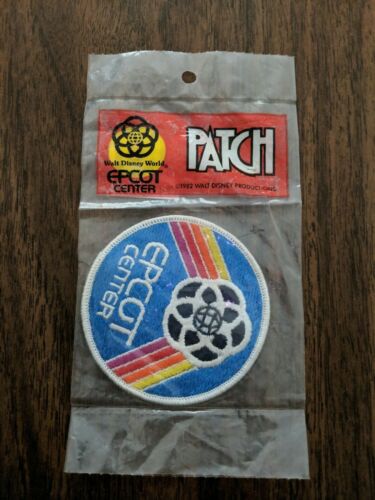 Walt Disney World
EPCOT
CENTER
PATCH
©1982 WALT DISNEY PRODUCTIONS
EPCOT
CENTER